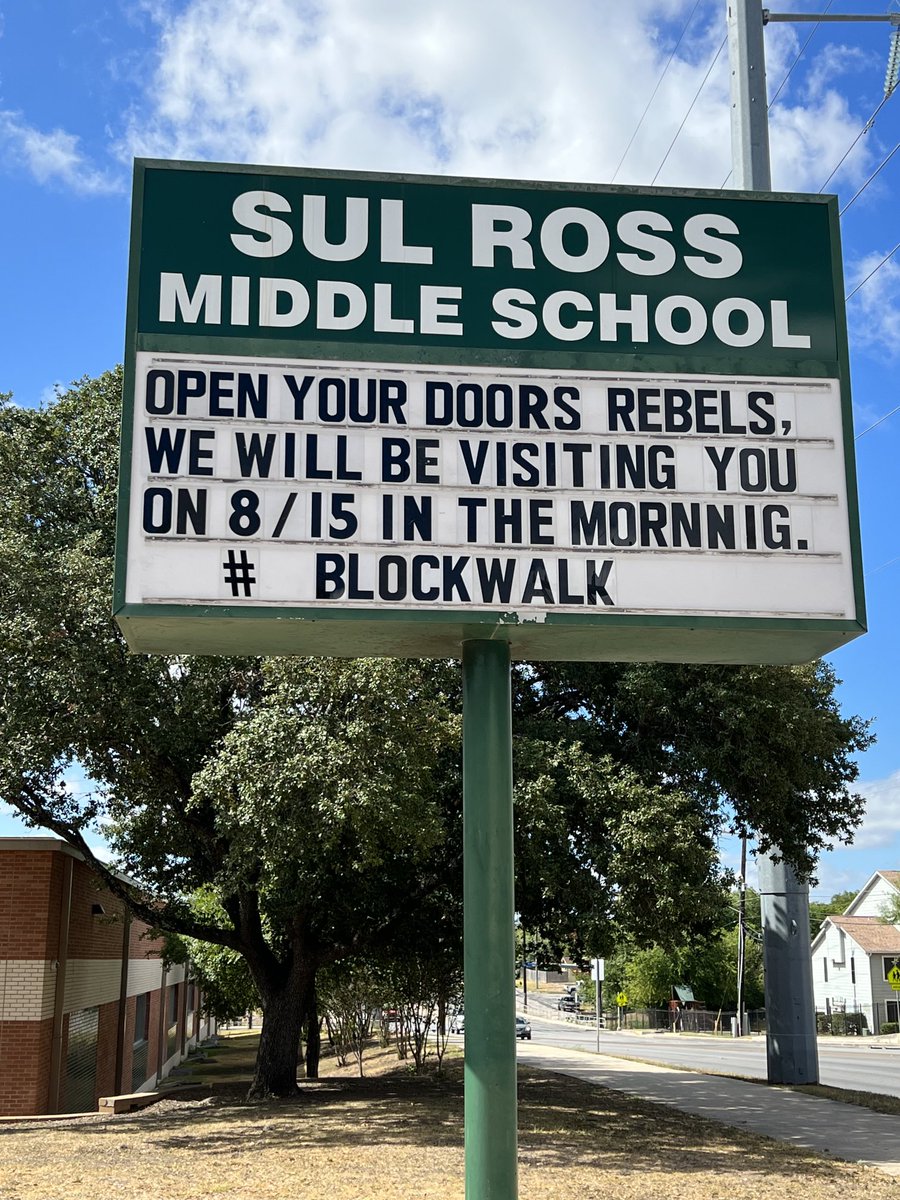 SUL ROSS
MIDDLE SCHOOL
OPEN YOUR DOORS REBELS,
WE WILL BE VISITING YOU
ON 8/15 IN THE MORNNIG.
# BLOCKWALK